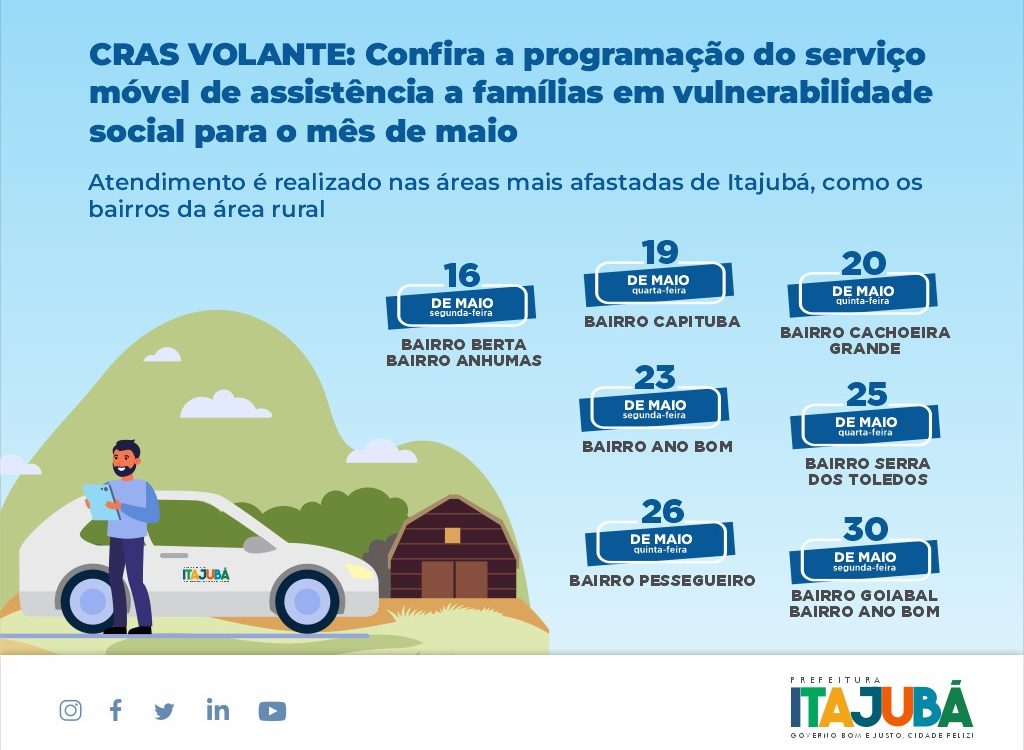 CRAS VOLANTE: Confira a programação do serviço
móvel de assistência a famílias em vulnerabilidade
social para o mês de maio
Atendimento é realizado nas áreas mais afastadas de Itajubá, como os
bairros da área rural
16
DE MAIO
segunda-feira
BAIRRO BERTA
BAIRRO ANHUMAS
19
DE MAIO
quarta-feira
BAIRRO CAPITUBA
20
DE MAIO
quinta-feira
BAIRRO CACHOEIRA
GRANDE
23
DE MAIO
segunda-feira
BAIRRO ANO BOM
25
DE MAIO
quarta-feira
BAIRRO SERRA
DOS TOLEDOS
26
DE MAIO
quinta-feira
BAIRRO PESSEGUEIRO
30
DE MAIO
segunda-feira
BAIRRO GOIABAL
BAIRRO ANO BOM
ITAJUBÁ
PREFEITURA
ITAJUBÁ
GOVERNO BOM E JUSTO, CIDADE FELIZ!